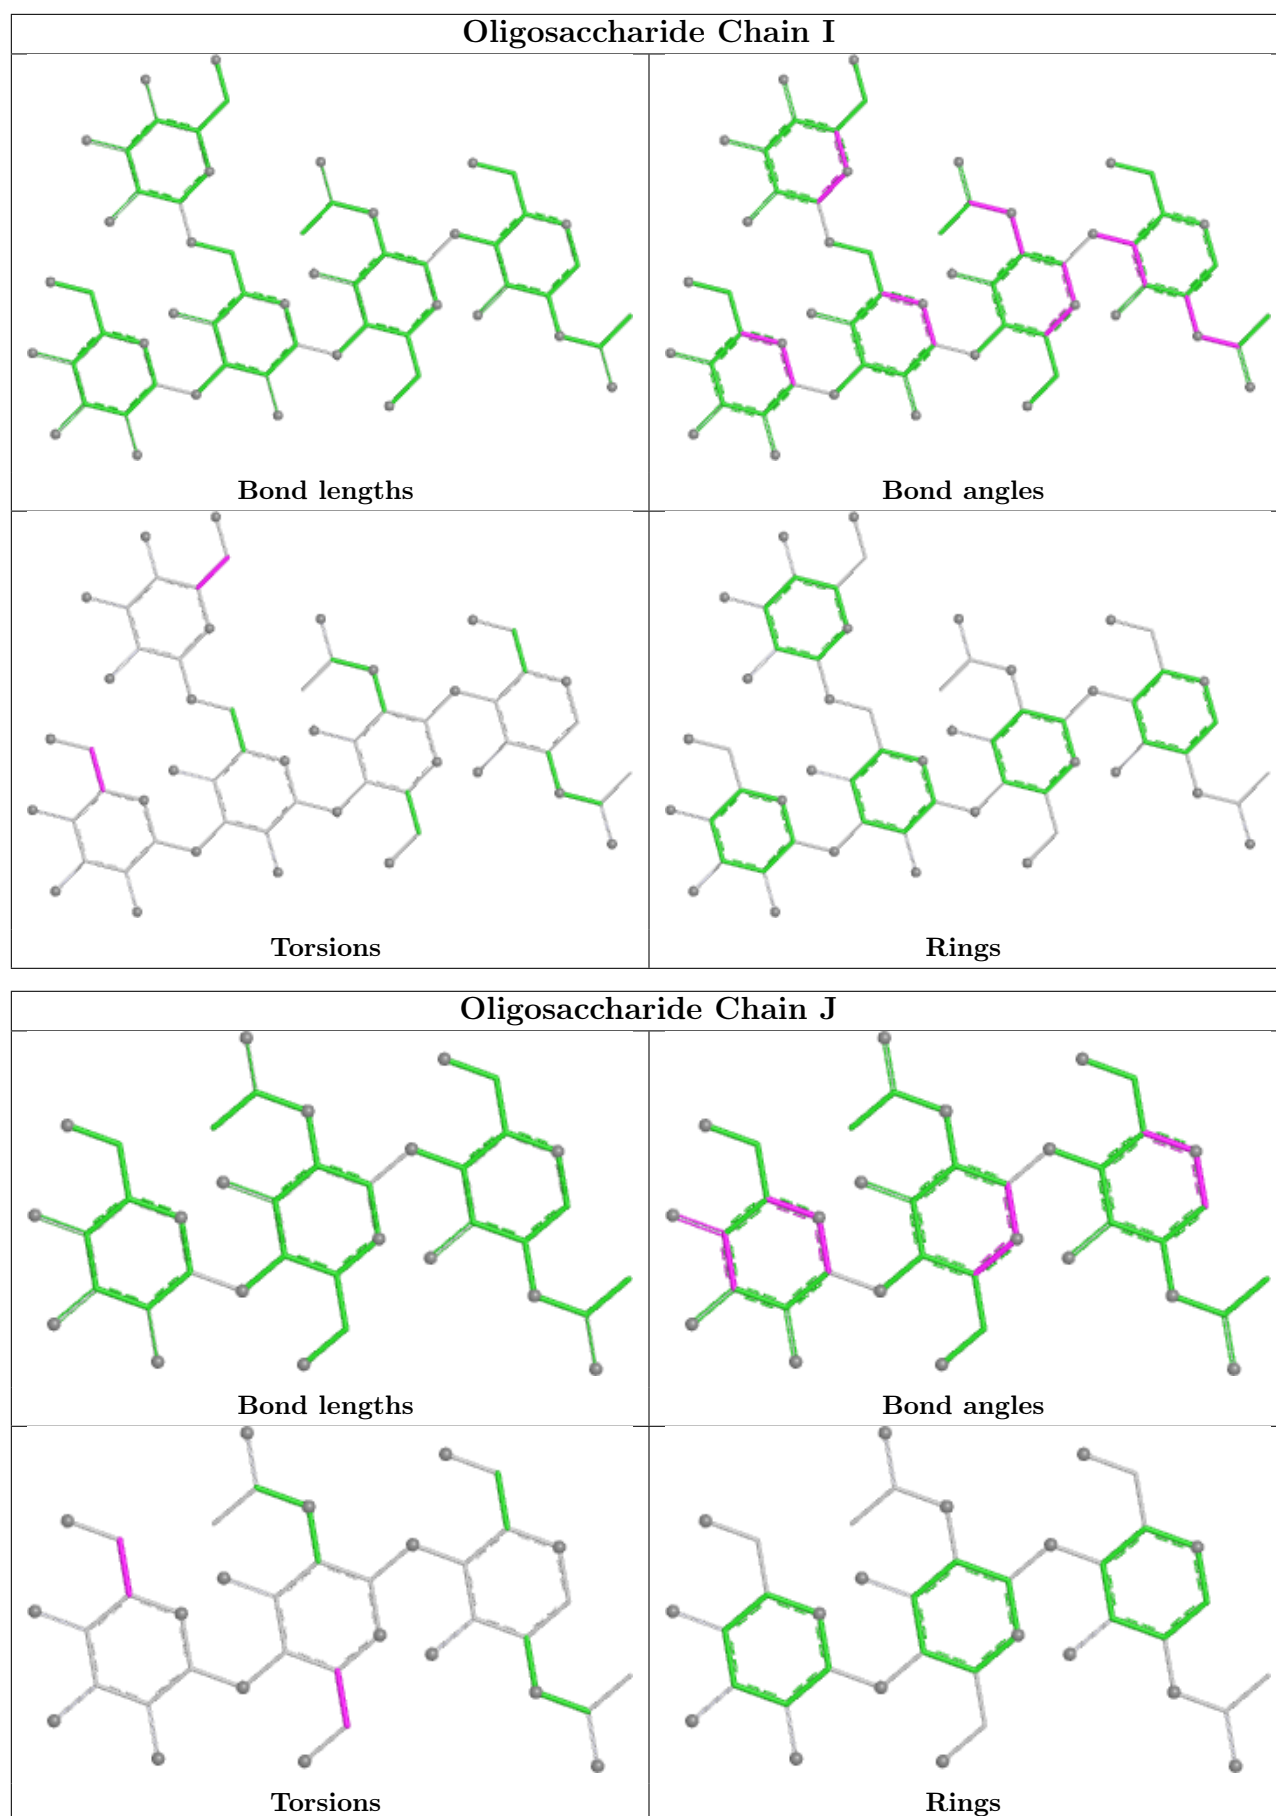 Oligosaccharide Chain I
Bond lengths
Bond angles
Torsions
Rings
Oligosaccharide Chain J
Bond lengths
Bond angles
Torsions
Rings